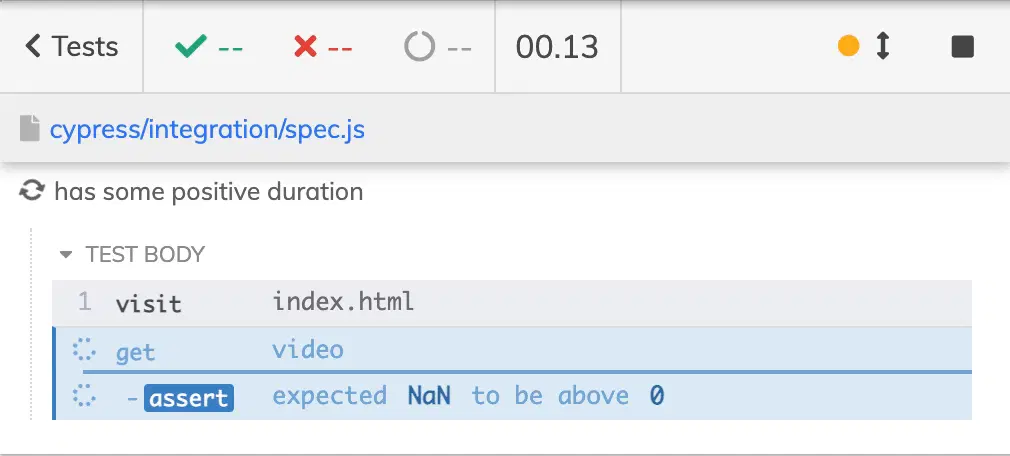 Tests -- -- -- 00.13
cypress/integration/spec.js
has some positive duration
TEST BODY
1 visit index.html
get video
-assert expected NaN to be above 0